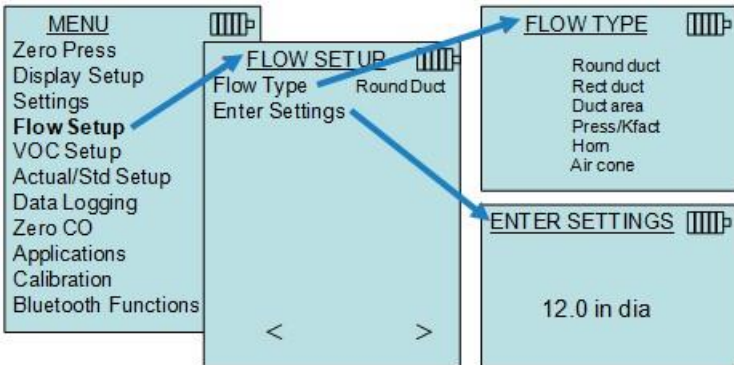 MENU
Zero Press
Display Setup
Settings
Flow Setup
VOC Setup
Actual/Std Setup
Data Logging
Zero CO
Applications
Calibration
Bluetooth Functions
FLOW SETUP
Flow Type Round Duct
Enter Settings
< >
FLOW TYPE
Round duct
Rect duct
Duct area
Press/Kfact
Horn
Air cone
ENTER SETTINGS
12.0 in dia